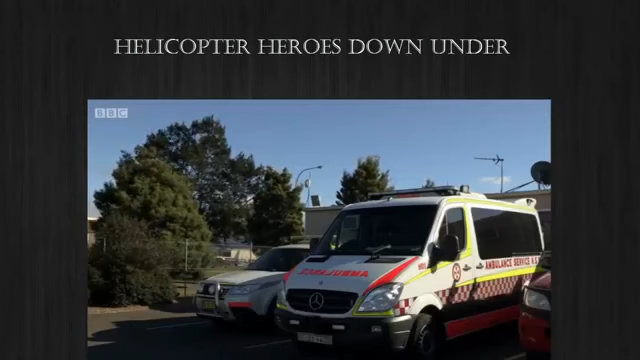 HELICOPTER HEROES DOWN UNDER
BBC
AMBULANCE
AMBULANCE SERVICE N.S.